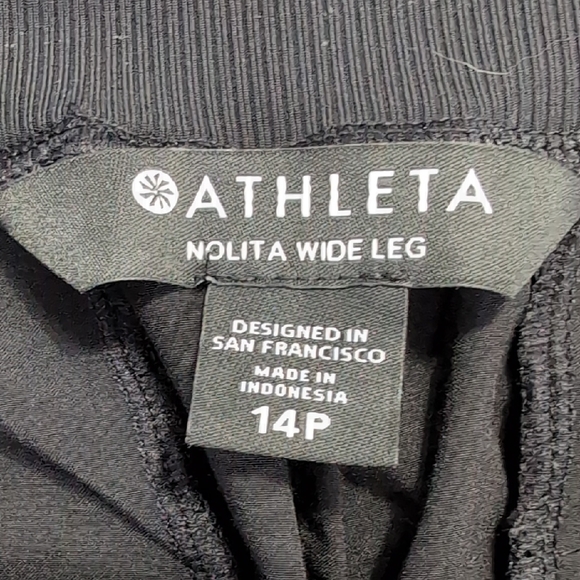 ATHLETA
NOLITA WIDE LEG
DESIGNED IN
SAN FRANCISCO
MADE IN
INDONESIA
14P